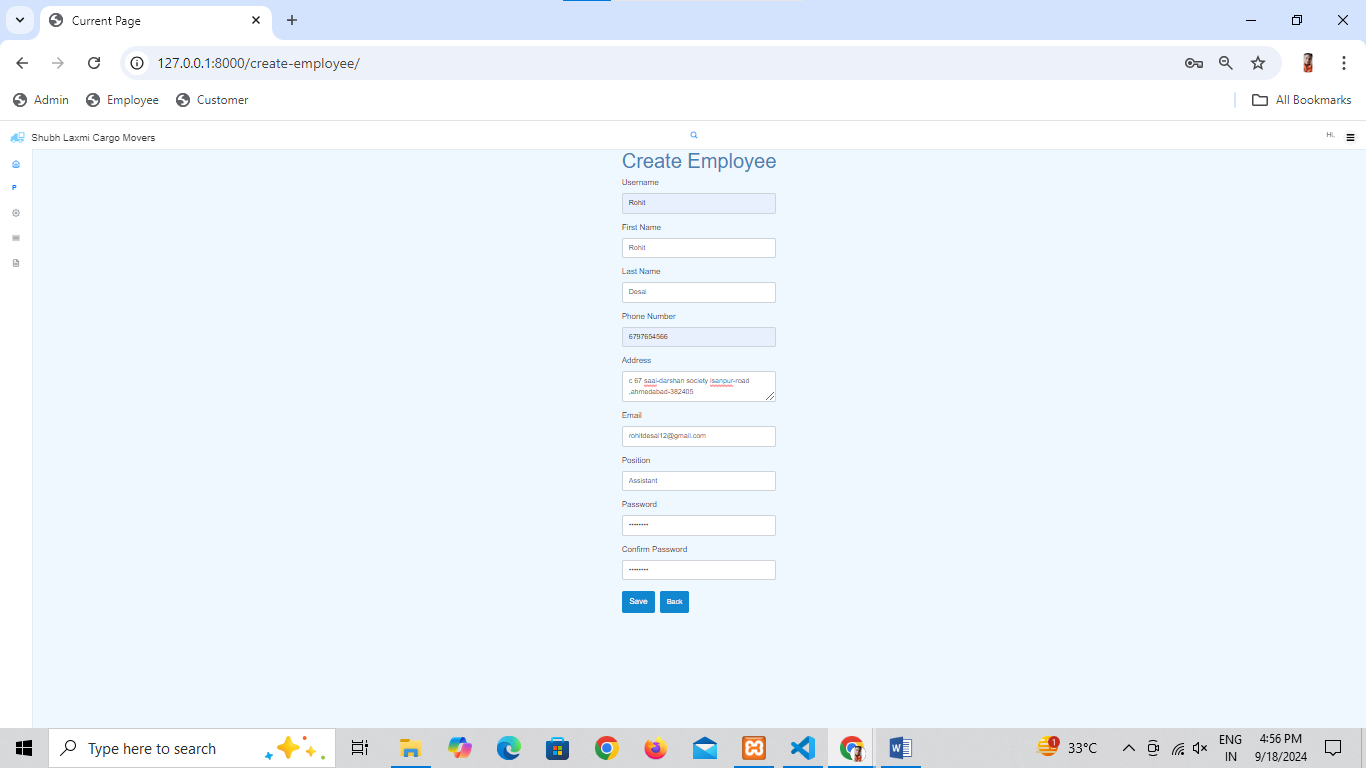 Current Page
127.0.0.1:8000/create-employee/
Admin Employee Customer All Bookmarks
Shubh Laxmi Cargo Movers Hi,
Create Employee
P
Username
Rohit
First Name
Rohit
Last Name
Desai
Phone Number
6797654566
Address
c 67 saai-darshan society isanpur-road
,ahmedabad-382405
Email
rohitdesai12@gmail.com
Position
Assistant
Password
••••••••
Confirm Password
••••••••
Save Back
Type here to search
1
33°C
ENG
IN
4:56 PM
9/18/2024